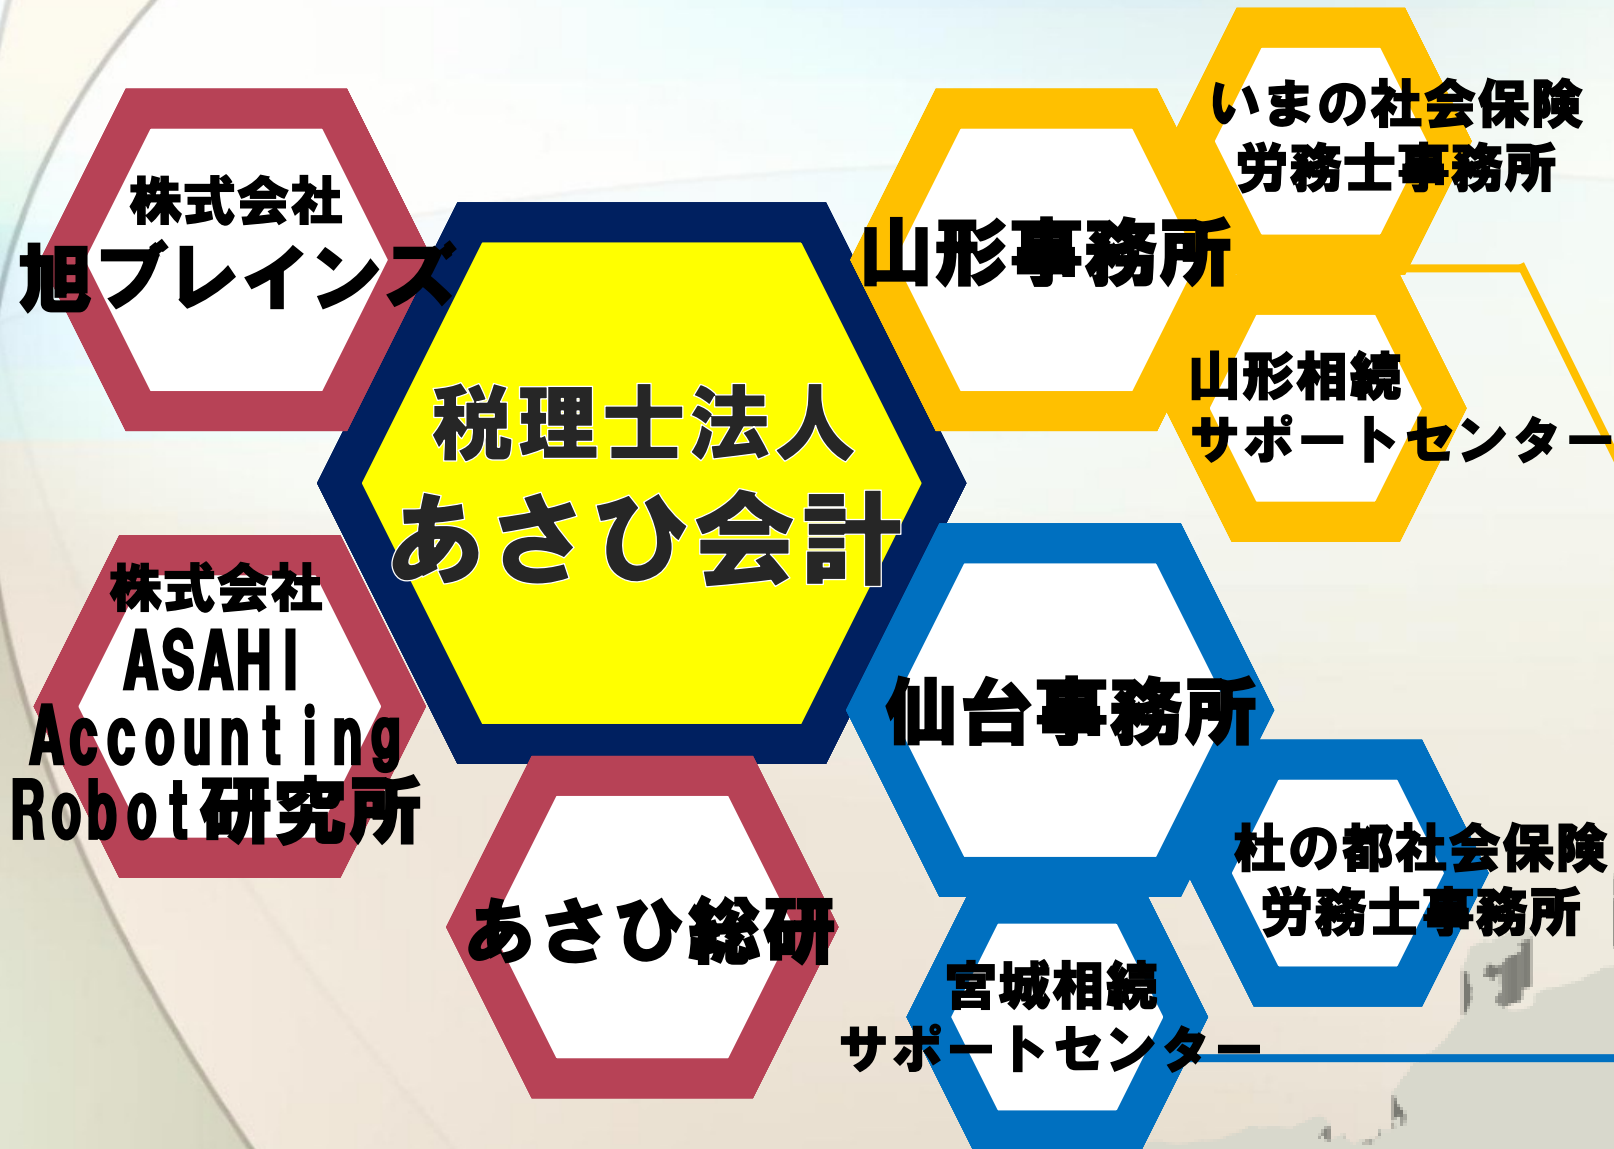 株式会社
旭ブレインズ
税理士法人
あさひ会計
株式会社
ASAHI
Accounting
Robot研究所
あさひ総研
山形事務所
いまの社会保険
労務士事務所
山形相続
サポートセンター
仙台事務所
杜の都社会保険
労務士事務所
宮城相続
サポートセンター